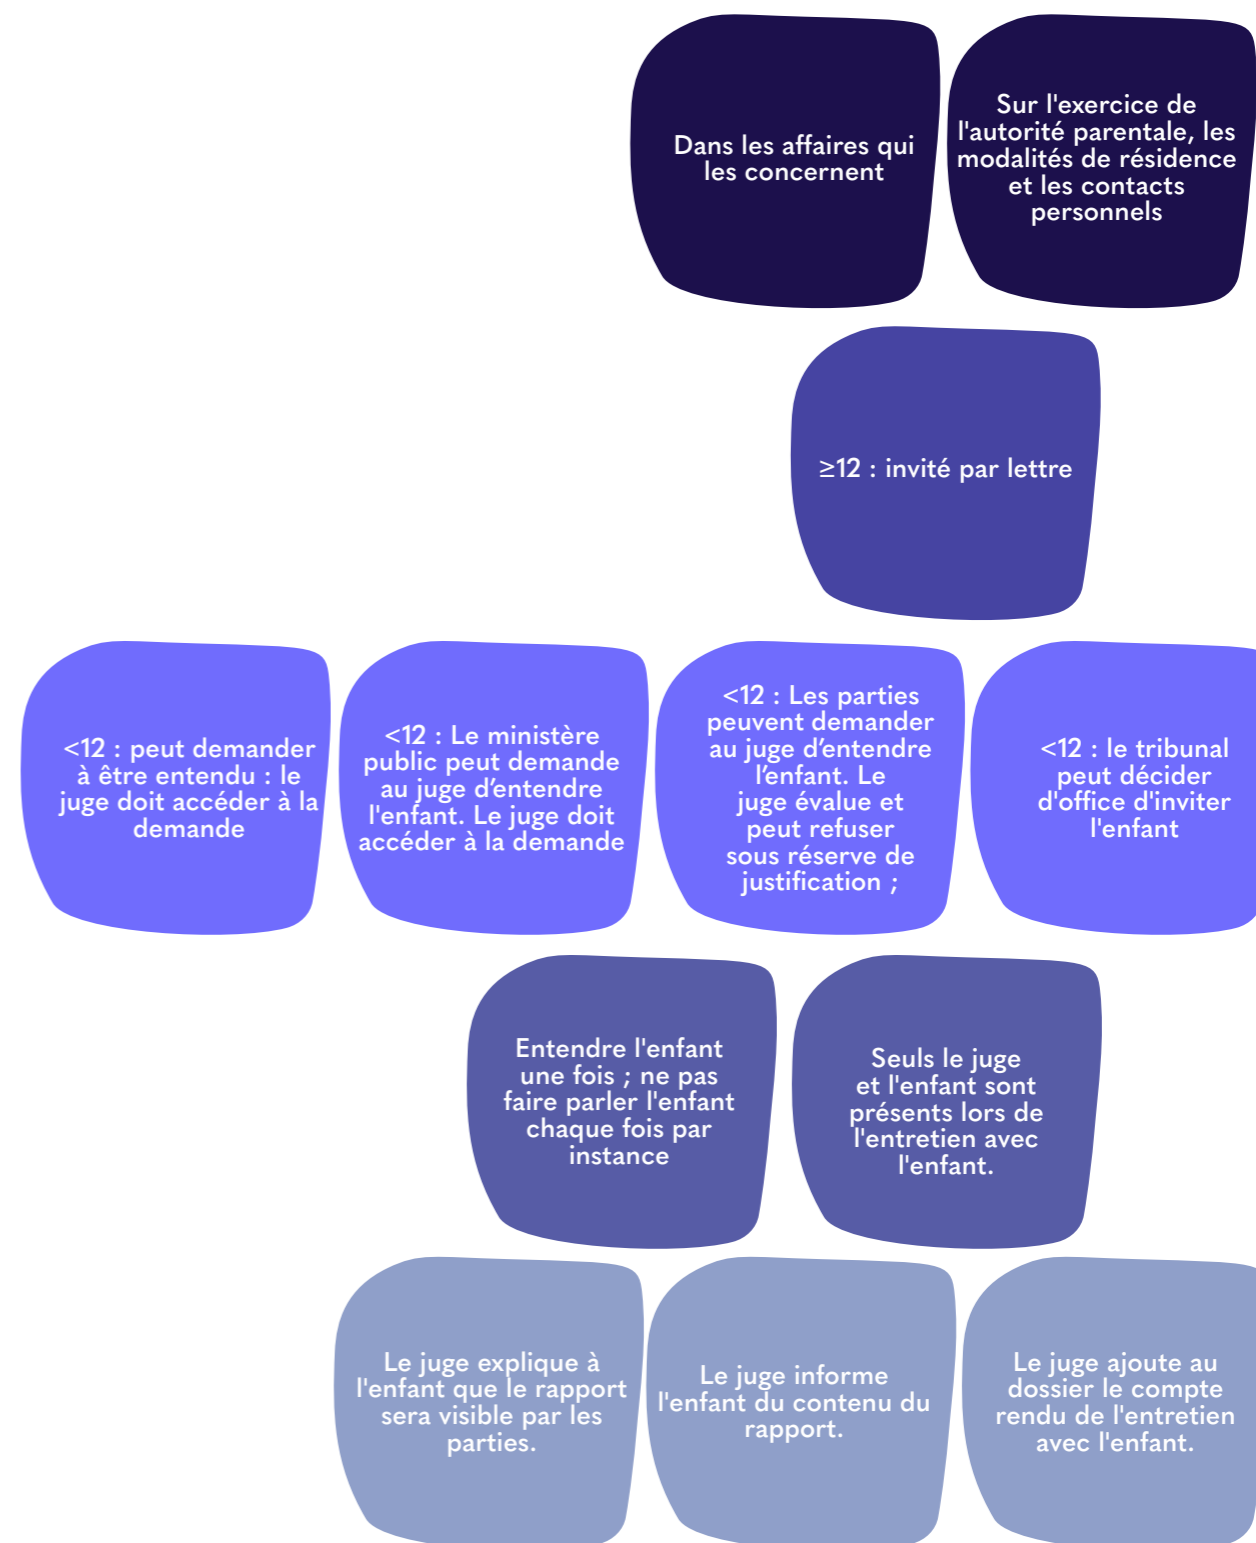 Dans les affaires qui
les concernent
Sur l'exercice de
l'autorité parentale, les
modalités de résidence
et les contacts
personnels
≥12 : invité par lettre
<12 : peut demander
à être entendu : le
juge doit accéder à la
demande
<12 : Le ministère
public peut demande
au juge d’entendre
l'enfant. Le juge doit
accéder à la demande
<12 : Les parties
peuvent demander
au juge d’entendre
l’enfant. Le
juge évalue et
peut refuser
sous réserve de
justification ;
<12 : le tribunal
peut décider
d'office d'inviter
l'enfant
Entendre l'enfant
une fois ; ne pas
faire parler l'enfant
chaque fois par
instance
Seuls le juge
et l'enfant sont
présents lors de
l'entretien avec
l'enfant.
Le juge explique à
l'enfant que le rapport
sera visible par les
parties.
Le juge informe
l'enfant du contenu du
rapport.
Le juge ajoute au
dossier le compte
rendu de l'entretien
avec l'enfant.